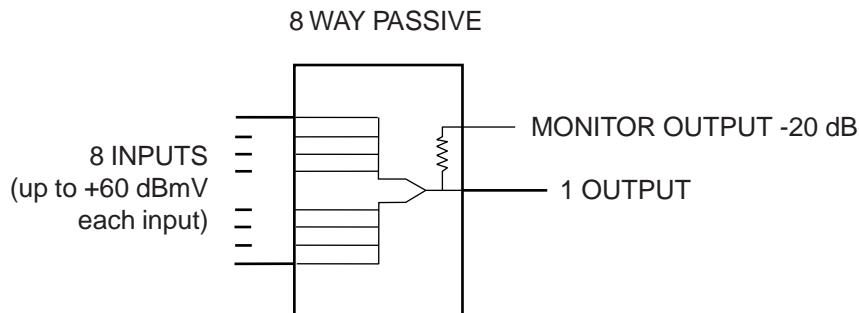 8 WAY PASSIVE
8 INPUTS
(up to +60 dBmV
each input)
MONITOR OUTPUT -20 dB
1 OUTPUT